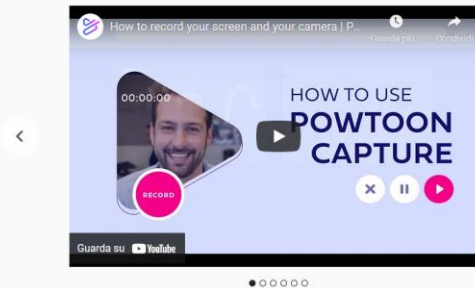 How to record your screen and your camera | P...
Guarda più... Condividi
00:00:00
HOW TO USE
POWTOON
CAPTURE
RECORD
Guarda su YouTube